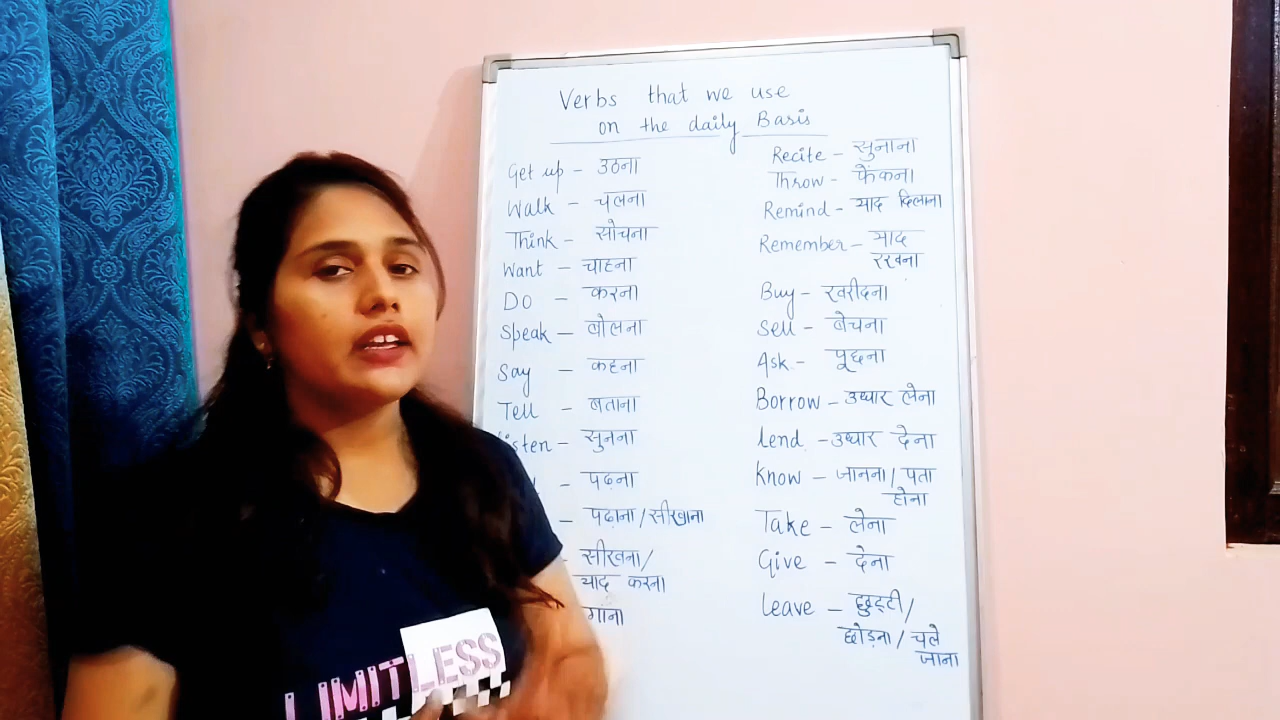 Verbs that we use
on the daily Basis
Get up - उठना
Walk - चलना
Think - सोचना
Want - चाहना
Do - करना
Speak - बोलना
Say - कहना
Tell - बताना
isten - सुनना
- पढना
- पढाना/सीखाना
- सीखना/
याद करना
गाना
Recite - सुनाना
Throw - फेंकना
Remind - याद दिलाना
Remember - याद
रखना
Buy - खरीदना
Sell - बेचना
Ask - पूछना
Borrow - उधार लेना
Lend - उधार देना
Know - जानना/पता
होना
Take - लेना
Give - देना
Leave - छुट्टी/
छोड़ना/चले
जाना
LIMITLESS